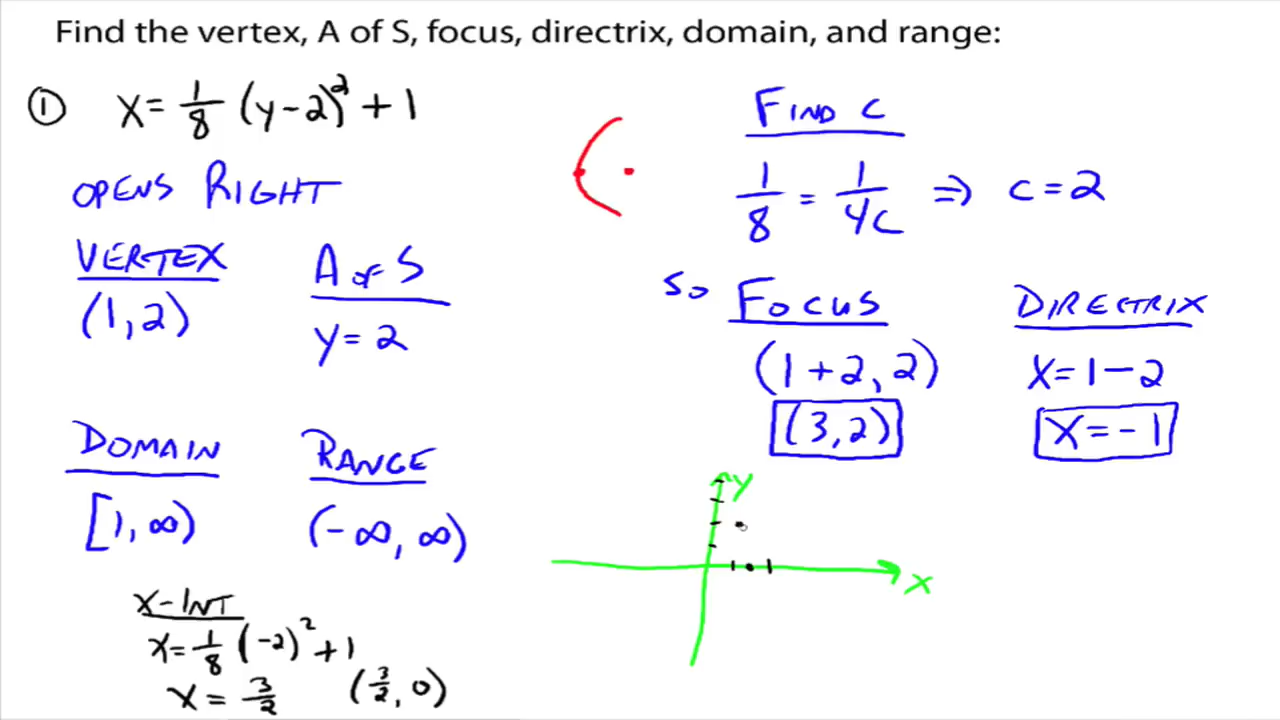 Find the vertex, A of S, focus, directrix, domain, and range:
① x = 1/8 (y-2)² + 1
OPENS RIGHT
VERTEX
(1,2)
A of S
y = 2
DOMAIN
[1, ∞)
RANGE
(-∞, ∞)
X-INT
x = 1/8 (-2)² + 1
x = 3/2 (3/2, 0)
FIND C
1/8 = 1/4c ⇒ c = 2
So FOCUS
(1+2, 2)
(3,2)
DIRECTRIX
x = 1-2
x = -1
y
x